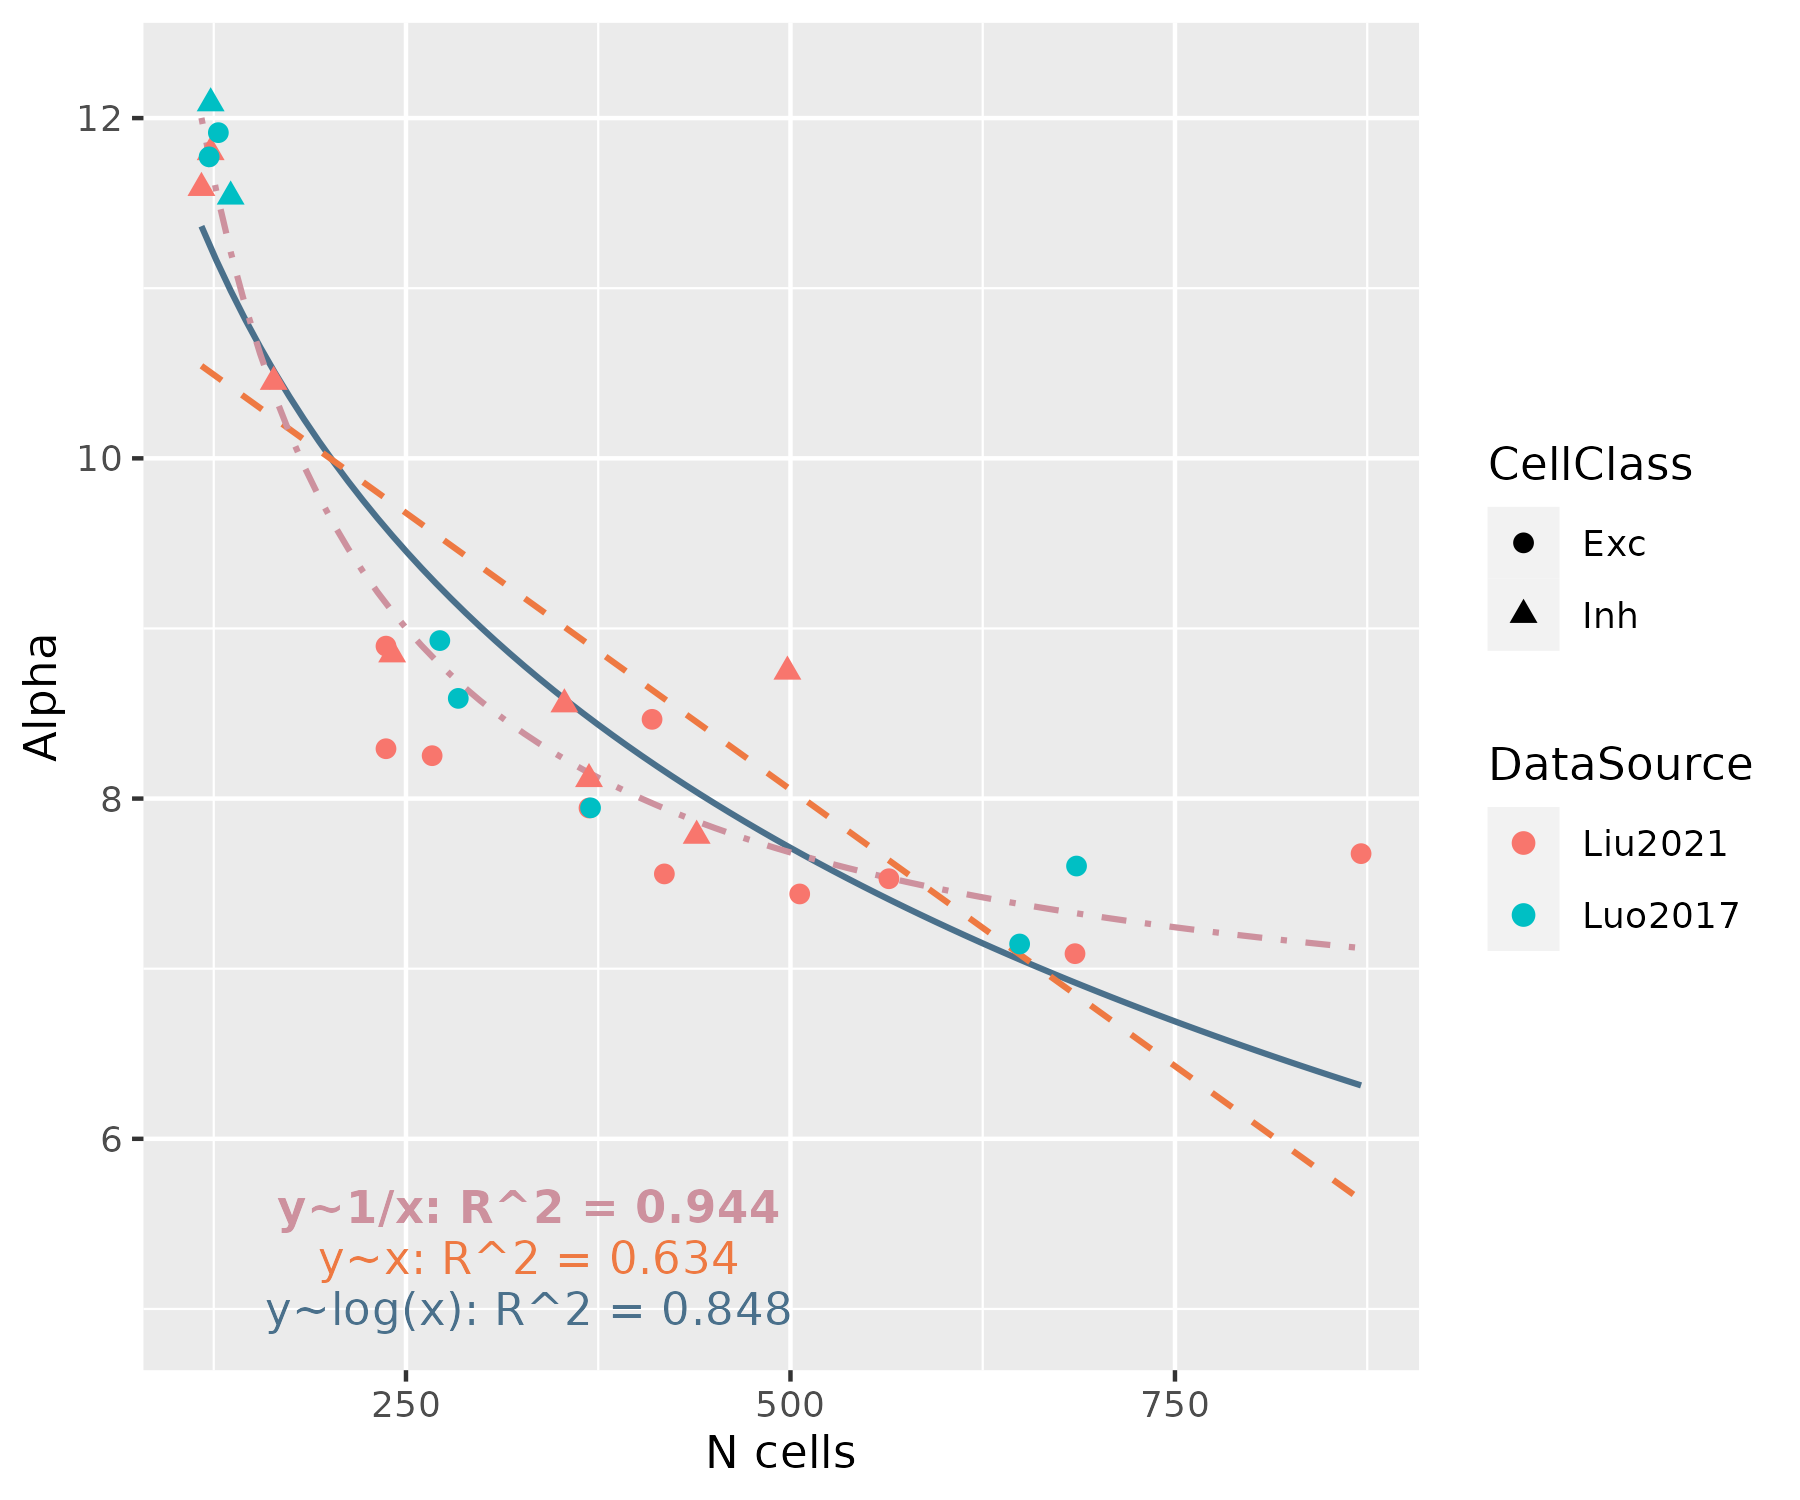 12
10
8
6
Alpha
y~1/x: R^2 = 0.944
y~x: R^2 = 0.634
y~log(x): R^2 = 0.848
250 500 750
N cells
CellClass
Exc
Inh
DataSource
Liu2021
Luo2017